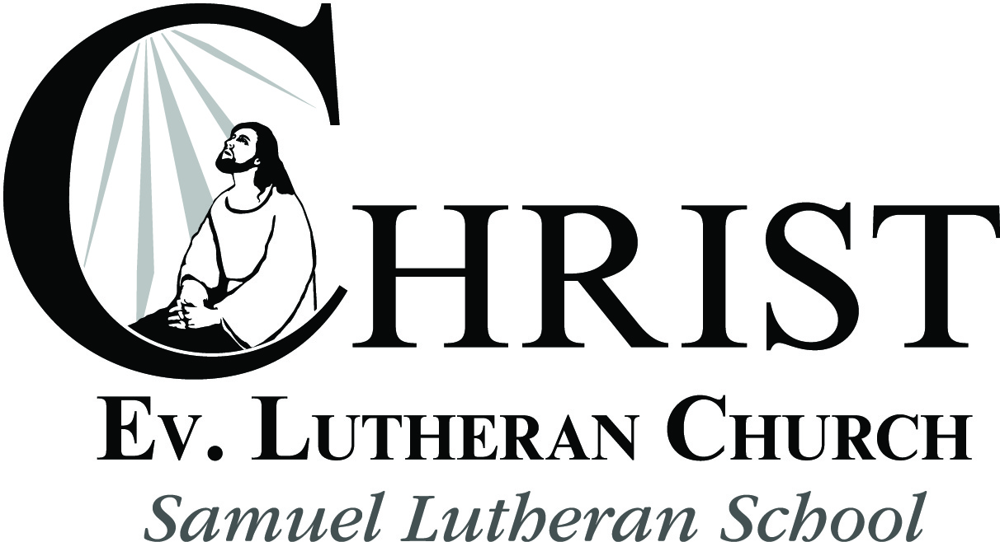 CHRIST
EV. LUTHERAN CHURCH
Samuel Lutheran School